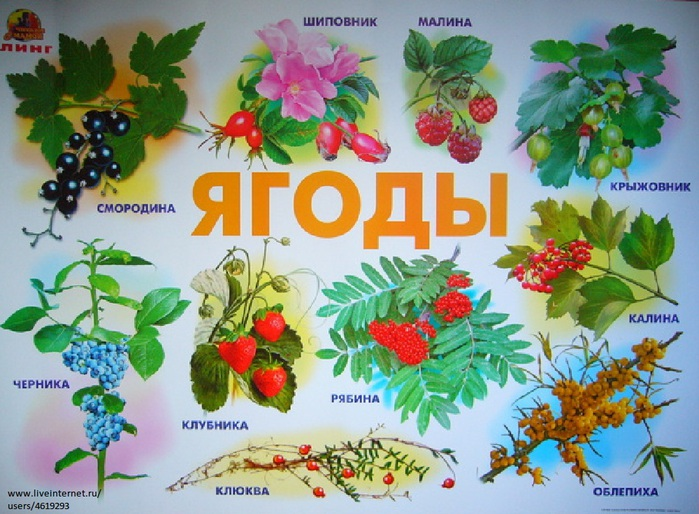 ЛИНГ
ШИПОВНИК
МАЛИНА
КРЫЖОВНИК
СМОРОДИНА
ЯГОДЫ
КАЛИНА
ЧЕРНИКА
КЛУБНИКА
РЯБИНА
КЛЮКВА
ОБЛЕПИХА
www.liveinternet.ru/
users/4619293